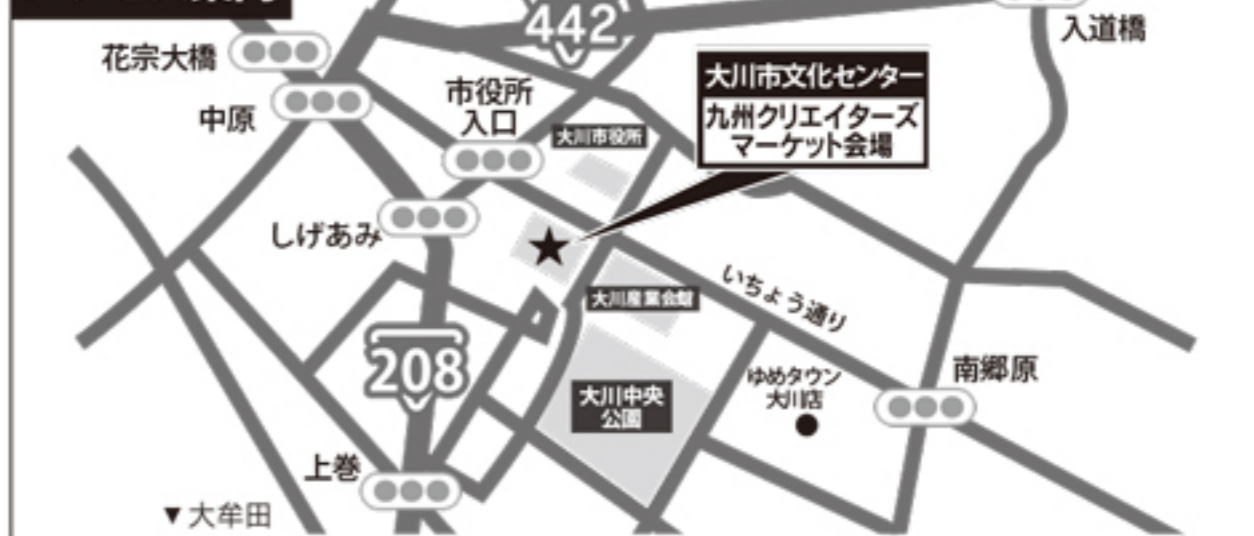 442
入道橋
花宗大橋
中原
市役所
入口
大川市役所
大川市文化センター
九州クリエイターズ
マーケット会場
しげあみ
いちょう通り
大川産業会館
208
大川中央
公園
ゆめタウン
大川店
南郷原
上巻
▼大牟田